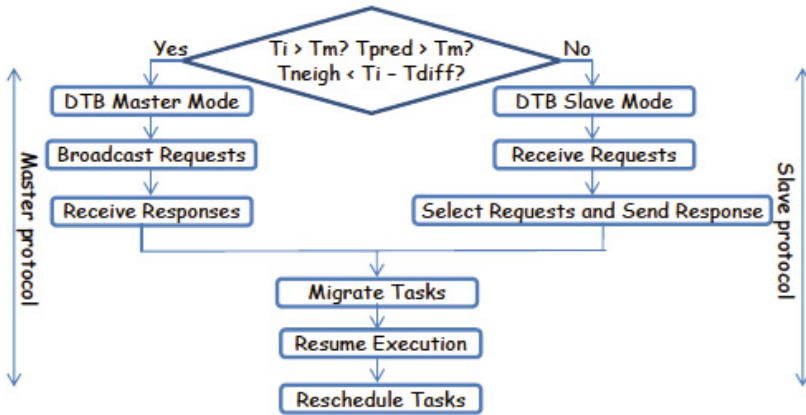 Yes
Ti > Tm? Tpred > Tm?
Tneigh < Ti – Tdiff?
No
DTB Master Mode
DTB Slave Mode
Broadcast Requests
Receive Requests
Receive Responses
Select Requests and Send Response
Migrate Tasks
Resume Execution
Reschedule Tasks
Master protocol
Slave protocol